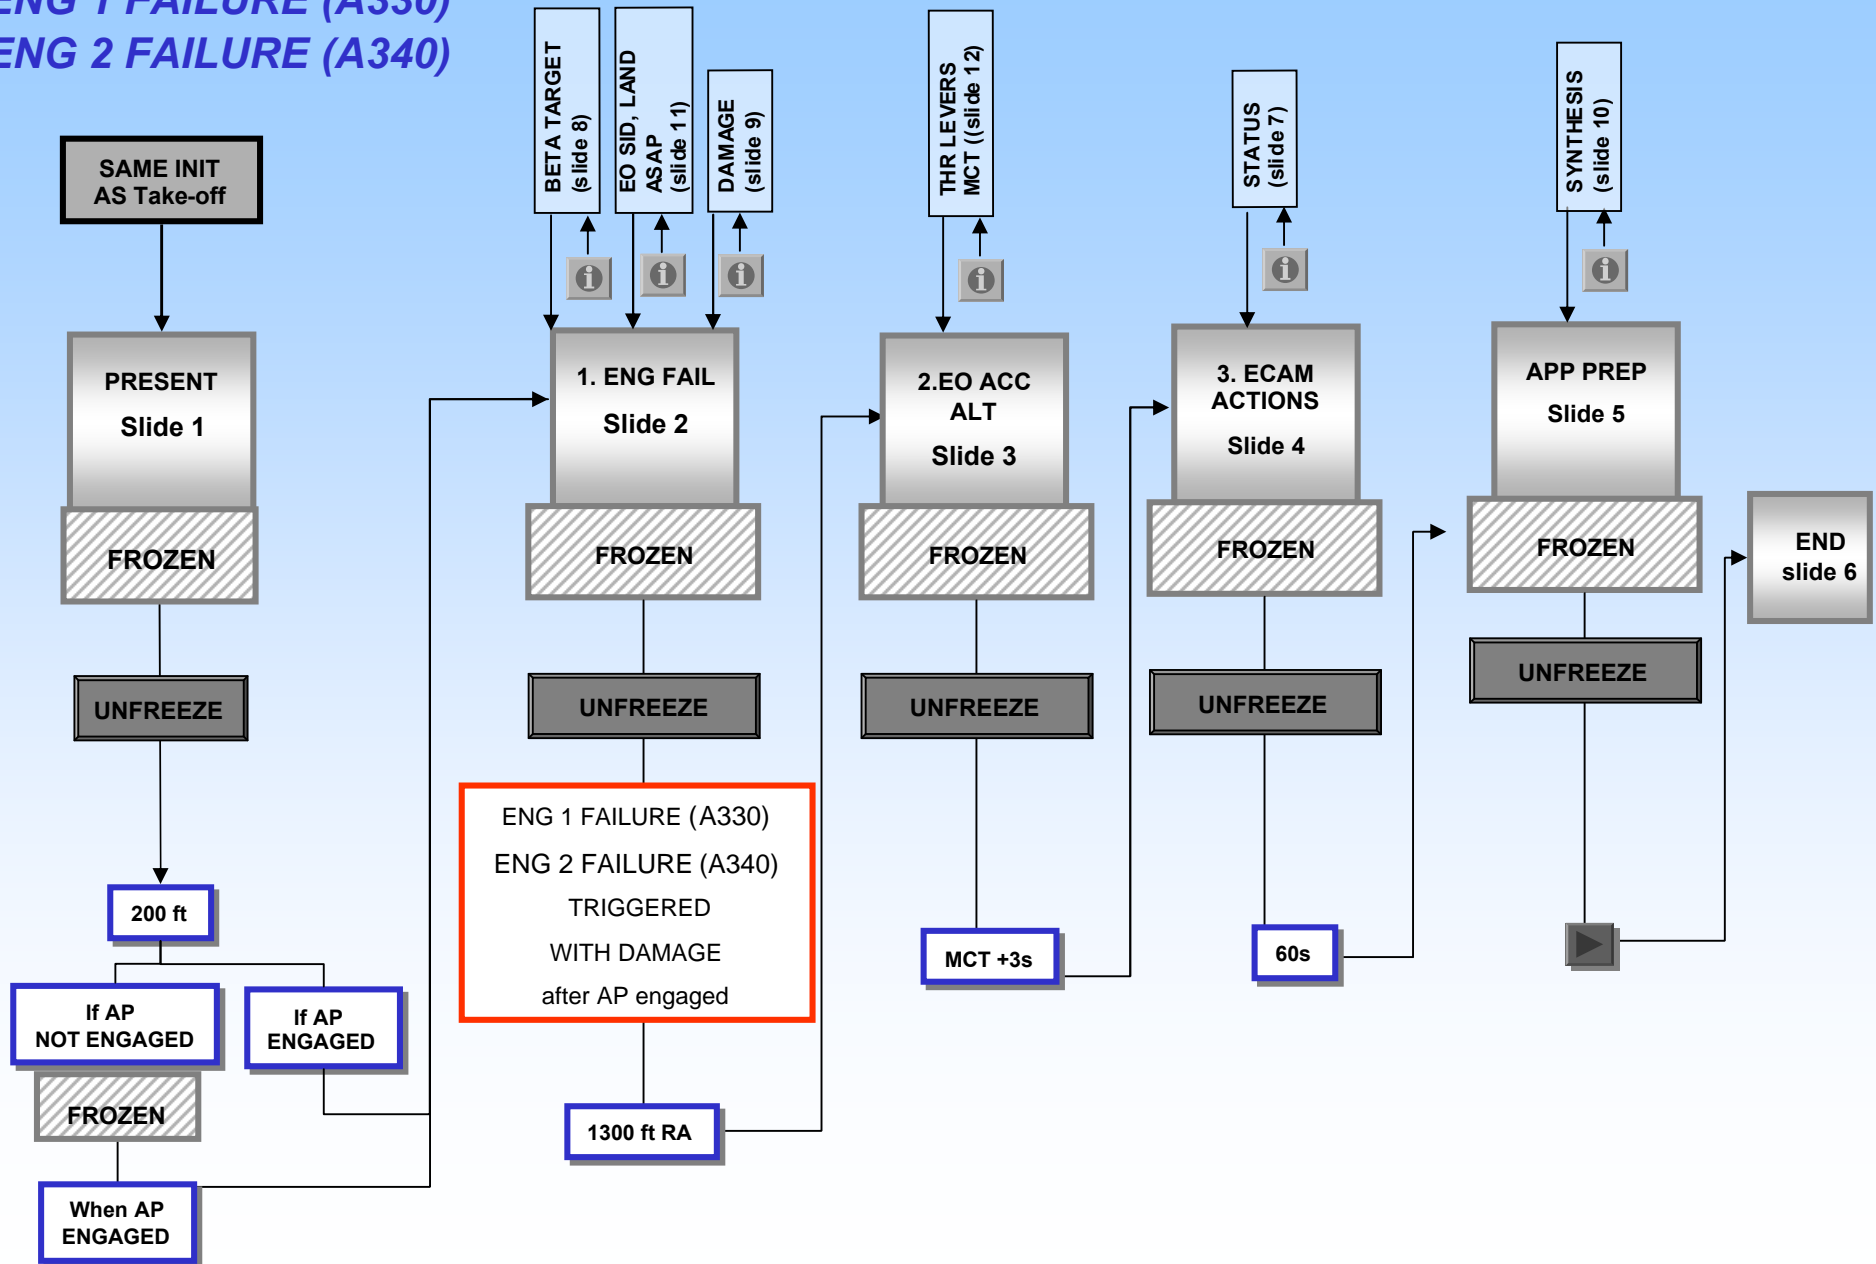 ENG 1 FAILURE (A330)
ENG 2 FAILURE (A340)
SAME INIT
AS Take-off
BETA TARGET
(slide 8)
EO SID, LAND
ASAP
(slide 11)
DAMAGE
(slide 9)
THR LEVERS
MCT ((slide 12)
STATUS
(slide 7)
SYNTHESIS
(slide 10)
PRESENT
Slide 1
FROZEN
UNFREEZE
200 ft
If AP
NOT ENGAGED
If AP
ENGAGED
FROZEN
When AP
ENGAGED
1. ENG FAIL
Slide 2
FROZEN
UNFREEZE
ENG 1 FAILURE (A330)
ENG 2 FAILURE (A340)
TRIGGERED
WITH DAMAGE
after AP engaged
1300 ft RA
2.EO ACC
ALT
Slide 3
FROZEN
UNFREEZE
MCT +3s
3. ECAM
ACTIONS
Slide 4
FROZEN
UNFREEZE
60s
APP PREP
Slide 5
FROZEN
UNFREEZE
END
slide 6